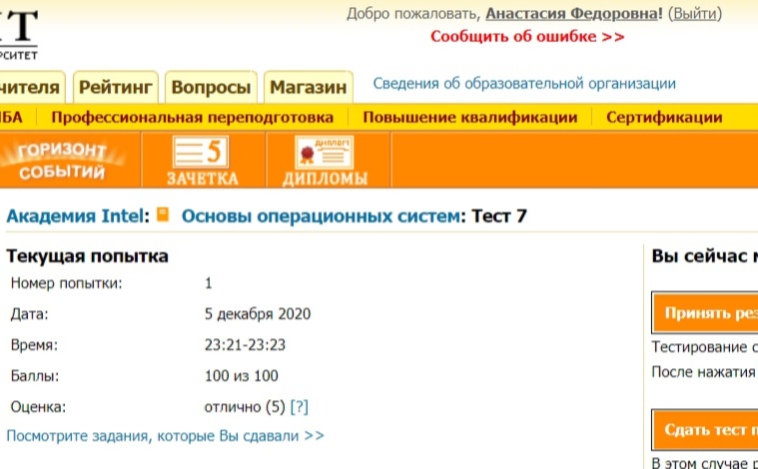 Т
РСИТЕТ
Добро пожаловать, Анастасия Федоровна! (Выйти)
Сообщить об ошибке >>
чителя Рейтинг Вопросы Магазин Сведения об образовательной организации
БА Профессиональная переподготовка Повышение квалификации Сертификации
ГОРИЗОНТ
СОБЫТИЙ
5
ЗАЧЕТКА
ДИПЛОМ
ДИПЛОМЫ
Академия Intel: Основы операционных систем: Тест 7
Текущая попытка
Номер попытки: 1
Дата: 5 декабря 2020
Время: 23:21-23:23
Баллы: 100 из 100
Оценка: отлично (5) [?]
Посмотрите задания, которые Вы сдавали >>
Вы сейчас м
Принять рез
Тестирование с
После нажатия
Сдать тест п
В этом случае р